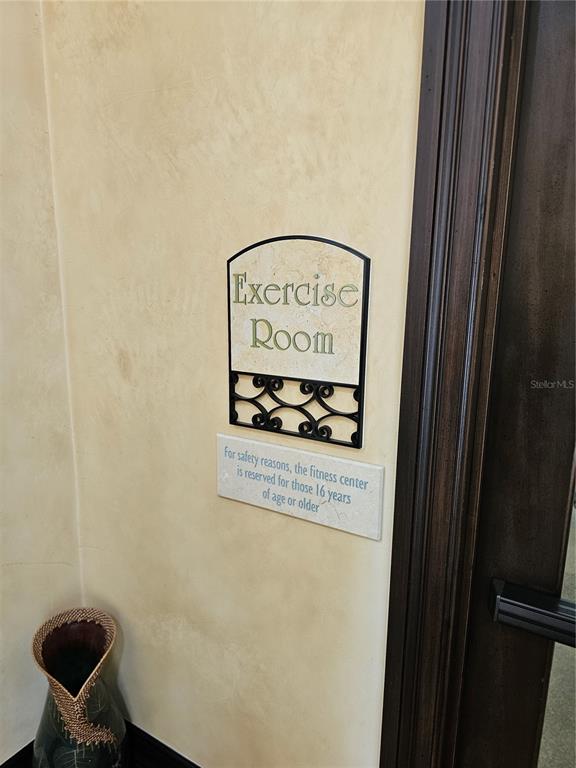 Exercise
Room
For safety reasons, the fitness center
is reserved for those 16 years
of age or older
StellarMLS